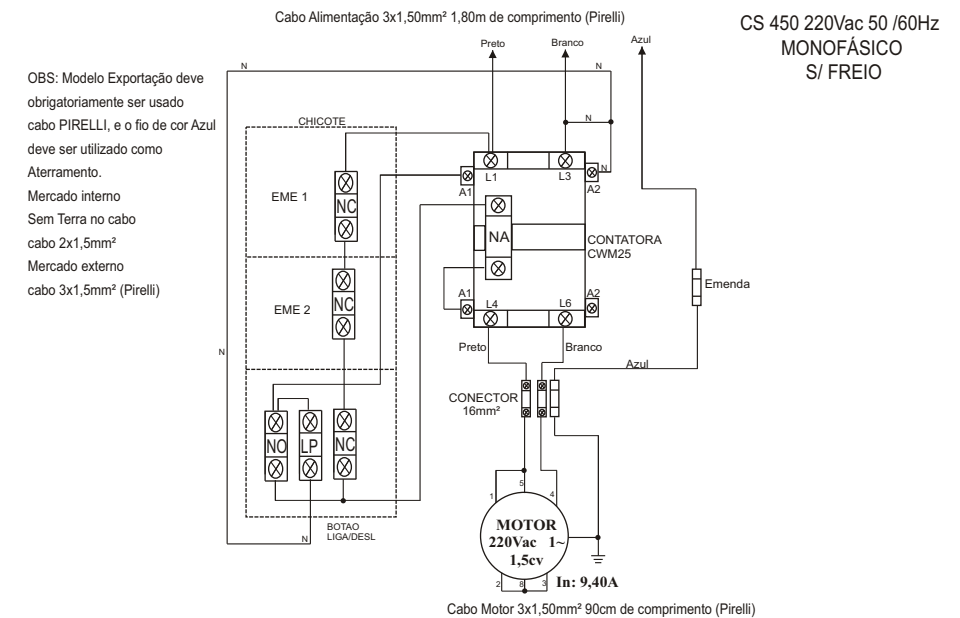 Cabo Alimentação 3x1,50mm² 1,80m de comprimento (Pirelli)
CS 450 220Vac 50 /60Hz
MONOFÁSICO
S/ FREIO
Preto
Branco
Azul
N
N
OBS: Modelo Exportação deve
obrigatoriamente ser usado
cabo PIRELLI, e o fio de cor Azul
deve ser utilizado como
Aterramento.
Mercado interno
Sem Terra no cabo
cabo 2x1,5mm²
Mercado externo
cabo 3x1,5mm² (Pirelli)
CHICOTE
N
EME 1
NC
A1
L1
L3
N
A2
NA
CONTATORA
CWM25
EME 2
NC
A1
L4
L6
A2
Emenda
N
Preto
Branco
Azul
CONECTOR
16mm²
NO
LP
NC
1
5
4
MOTOR
220Vac 1~
1,5cv
BOTAO
LIGA/DESL
N
2
8
3
In: 9,40A
Cabo Motor 3x1,50mm² 90cm de comprimento (Pirelli)